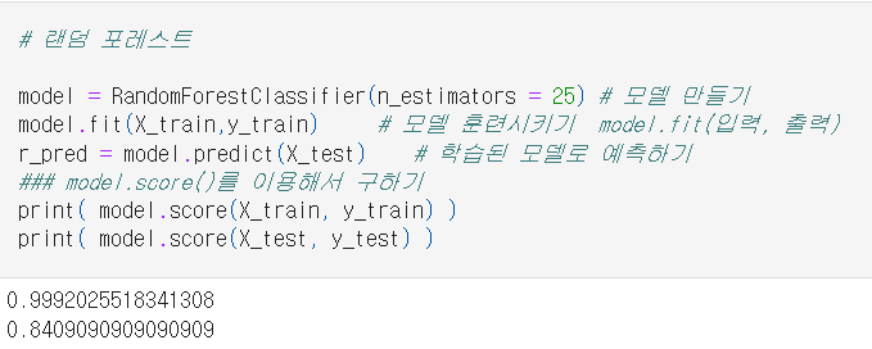 # 랜덤 포레스트
model = RandomForestClassifier(n_estimators = 25) # 모델 만들기
model.fit(X_train,y_train) # 모델 훈련시키기 model.fit(입력, 출력)
r_pred = model.predict(X_test) # 학습된 모델로 예측하기
### model.score()를 이용해서 구하기
print( model.score(X_train, y_train) )
print( model.score(X_test, y_test) )
0.9992025518341308
0.8409090909090909